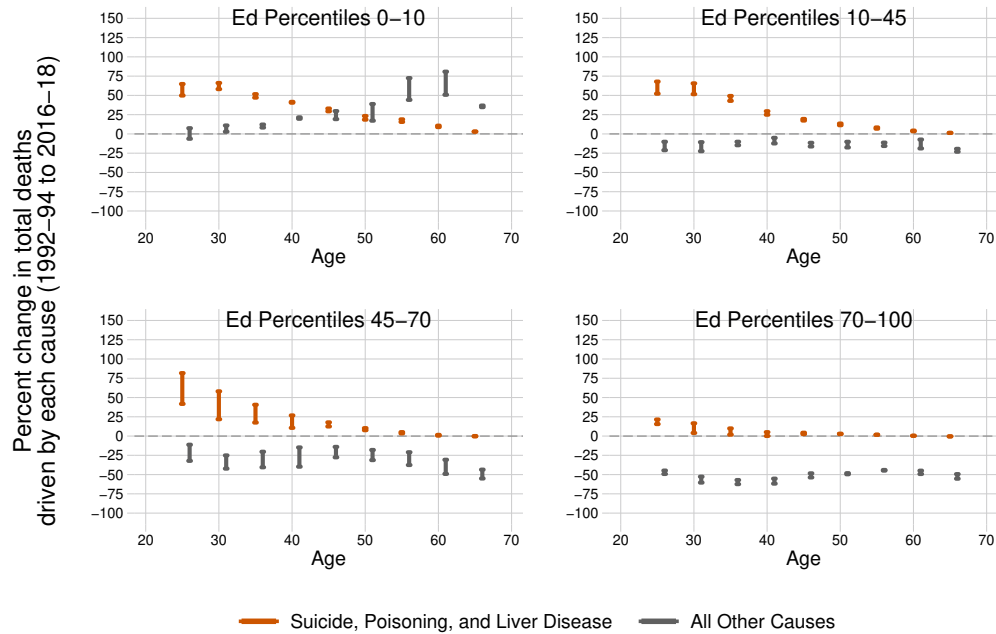 Percent change in total deaths
driven by each cause (1992−94 to 2016−18)
Ed Percentiles 0−10
150
125
100
75
50
25
0
−25
−50
−75
−100
20 30 40 50 60 70
Age
Ed Percentiles 10−45
150
125
100
75
50
25
0
−25
−50
−75
−100
20 30 40 50 60 70
Age
Ed Percentiles 45−70
150
125
100
75
50
25
0
−25
−50
−75
−100
20 30 40 50 60 70
Age
Ed Percentiles 70−100
150
125
100
75
50
25
0
−25
−50
−75
−100
20 30 40 50 60 70
Age
Suicide, Poisoning, and Liver Disease All Other Causes